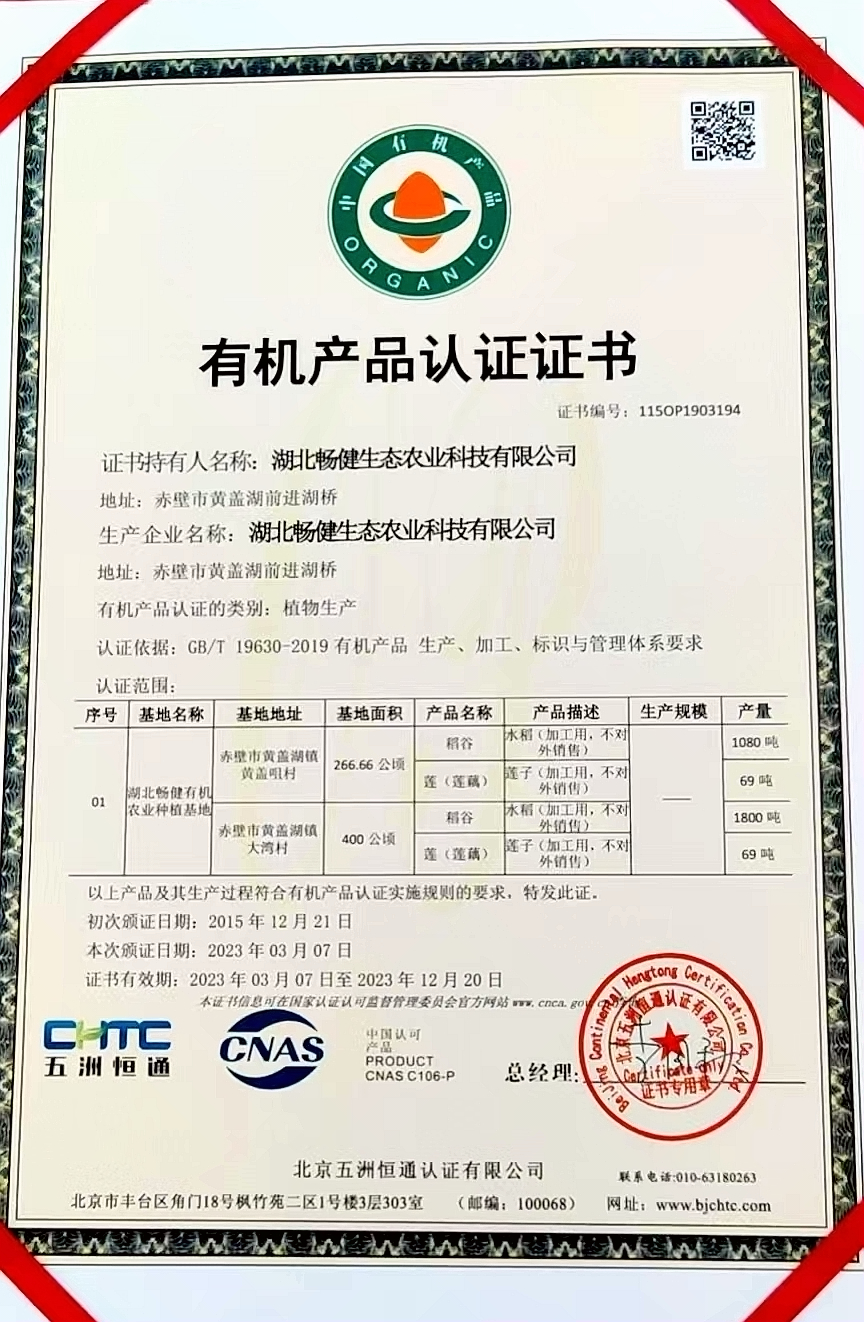 中国有机产品
ORGANIC
有机产品认证证书
证书编号：115OP1903194
证书持有人名称：湖北畅健生态农业科技有限公司
地址：赤壁市黄盖湖前进湖桥
生产企业名称：湖北畅健生态农业科技有限公司
地址：赤壁市黄盖湖前进湖桥
有机产品认证的类别：植物生产
认证依据：GB/T 19630-2019 有机产品 生产、加工、标识与管理体系要求
认证范围：
序号 基地名称 基地地址 基地面积 产品名称 产品描述 生产规模 产量
01 湖北畅健有机农业种植基地 赤壁市黄盖湖镇黄盖咀村 266.66 公顷 稻谷 水稻（加工用，不对外销售） —— 1080 吨
莲（莲藕） 莲子（加工用，不对外销售） 69 吨
赤壁市黄盖湖镇大湾村 400 公顷 稻谷 水稻（加工用，不对外销售） 1800 吨
莲（莲藕） 莲子（加工用，不对外销售） 69 吨
以上产品及其生产过程符合有机产品认证实施规则的要求，特发此证。
初次颁证日期：2015 年 12 月 21 日
本次颁证日期：2023 年 03 月 07 日
证书有效期：2023 年 03 月 07 日至 2023 年 12 月 20 日
本证书信息可在国家认证认可监督管理委员会官方网站 www.cnca.gov
CHTC
五洲恒通
CNAS
中国认可
产品
PRODUCT
CNAS C106-P
总经理：
Beijing Continental Hengtong Certification Co.,Ltd
北京五洲恒通认证有限公司
Certificate only
证书专用章
北京五洲恒通认证有限公司
联系电话:010-63180263
北京市丰台区角门18号枫竹苑二区1号楼3层303室 （邮编：100068） 网址：www.bjchtc.com